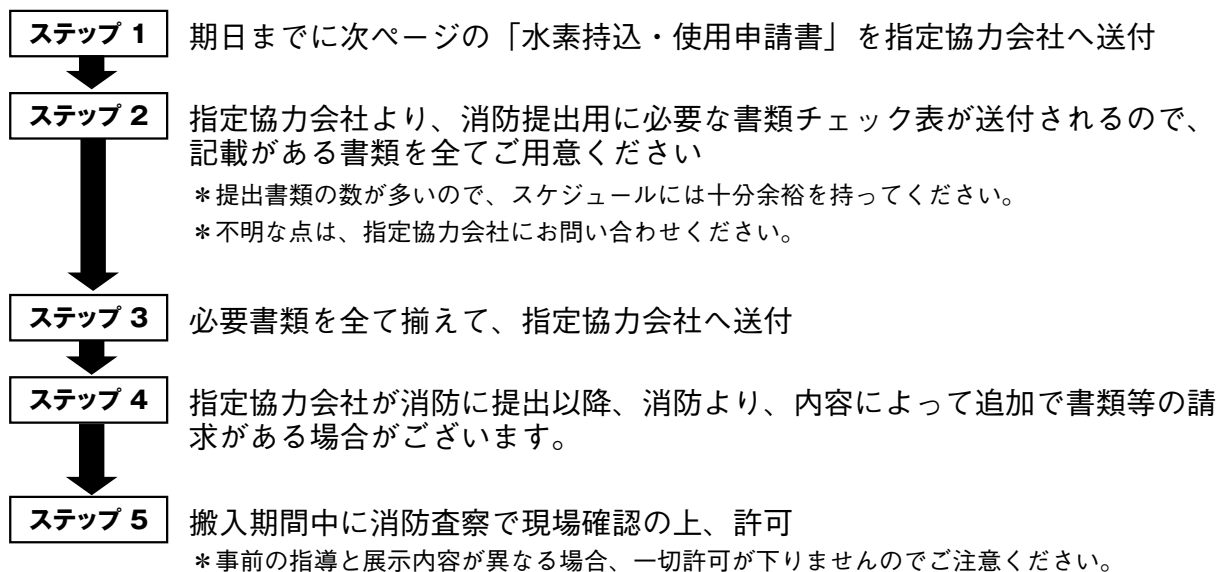 ステップ 1
期日までに次ページの「水素持込・使用申請書」を指定協力会社へ送付
ステップ 2
指定協力会社より、消防提出用に必要な書類チェック表が送付されるので、
記載がある書類を全てご用意ください
＊提出書類の数が多いので、スケジュールには十分余裕を持ってください。
＊不明な点は、指定協力会社にお問い合わせください。
ステップ 3
必要書類を全て揃えて、指定協力会社へ送付
ステップ 4
指定協力会社が消防に提出以降、消防より、内容によって追加で書類等の請
求がある場合がございます。
ステップ 5
搬入期間中に消防査察で現場確認の上、許可
＊事前の指導と展示内容が異なる場合、一切許可が下りませんのでご注意ください。